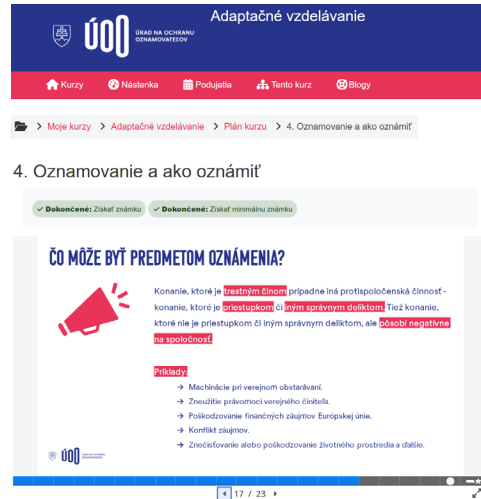 Adaptačné vzdelávanie
ÚOO ÚRAD NA OCHRANU
OZNAMOVATEĽOV
Kurzy Nástenka Podujatia Tento kurz Blogy
> Moje kurzy > Adaptačné vzdelávanie > Plán kurzu > 4. Oznamovanie a ako oznámiť
4. Oznamovanie a ako oznámiť
Dokončené: Získať známku Dokončené: Získať minimálnu známku
ČO MÔŽE BYŤ PREDMETOM OZNÁMENIA?
Konanie, ktoré je trestným činom prípadne iná protispoločenská činnosť -
konanie, ktoré je priestupkom či iným správnym deliktom. Tiež konanie,
ktoré nie je priestupkom či iným správnym deliktom, ale pôsobí negatívne
na spoločnosť.
Príklady:
→ Machinácie pri verejnom obstarávaní.
→ Zneužitie právomoci verejného činiteľa.
→ Poškodzovanie finančných záujmov Európskej únie.
→ Konflikt záujmov.
→ Znečisťovanie alebo poškodzovanie životného prostredia a ďalšie.
ÚOO
17 / 23